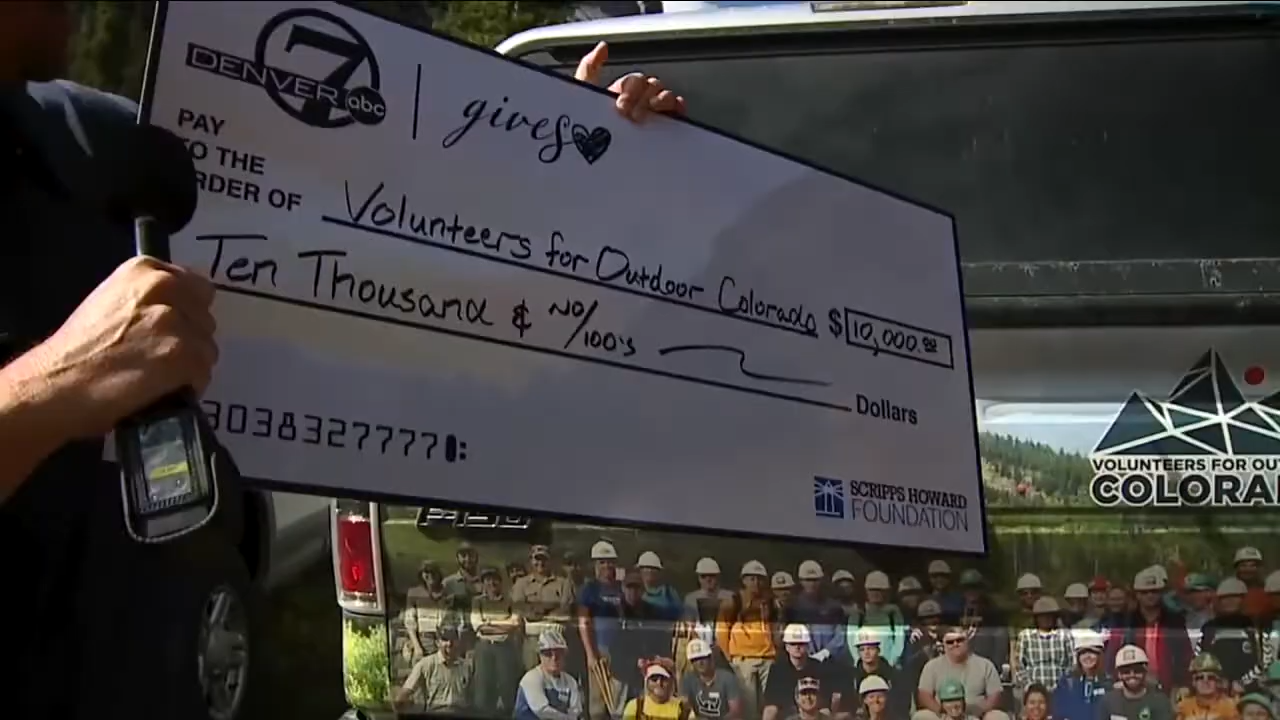 DENVER 7 abc
gives
PAY
TO THE
RDER OF
Volunteers for Outdoor Colorado $ 10,000.00
Ten Thousand & NO/100's
Dollars
3038327777
SCRIPPS HOWARD
FOUNDATION
VOLUNTEERS FOR OU
COLORA